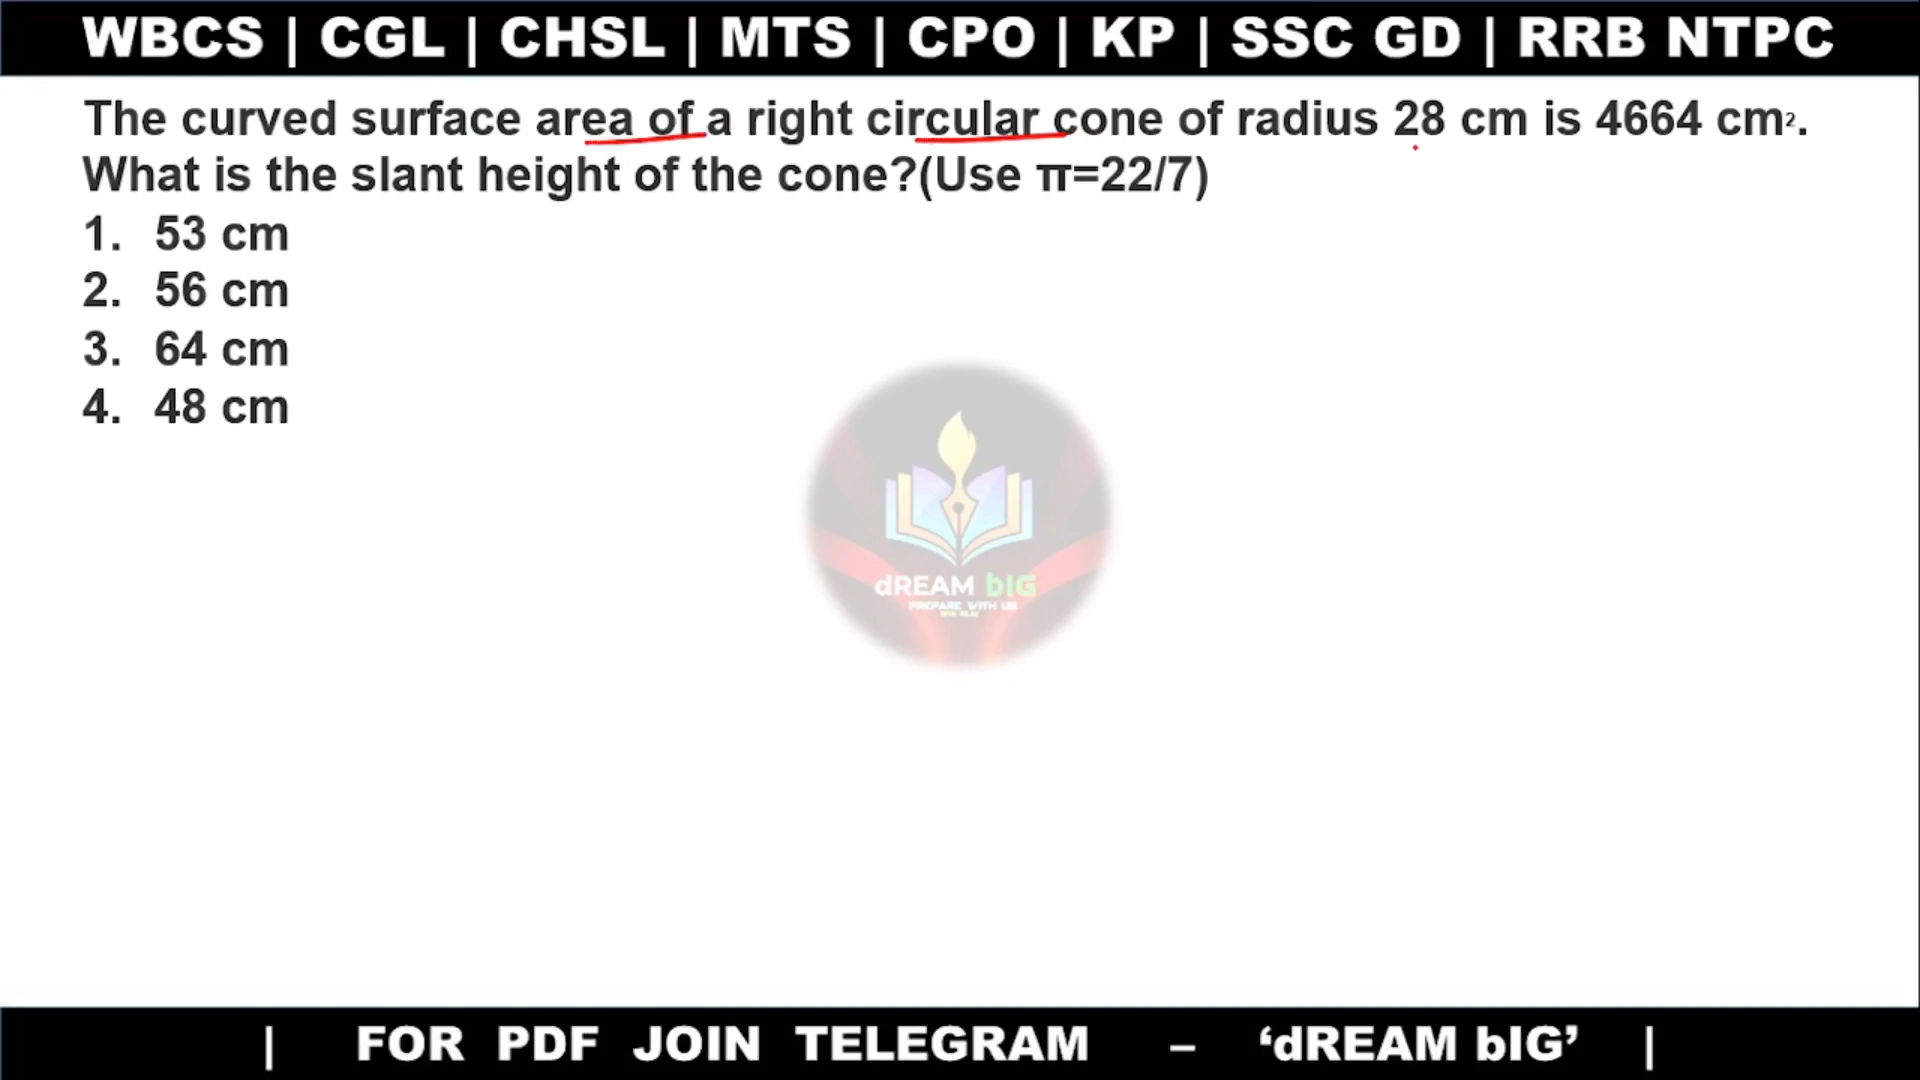 WBCS | CGL | CHSL | MTS | CPO | KP | SSC GD | RRB NTPC
The curved surface area of a right circular cone of radius 28 cm is 4664 cm².
What is the slant height of the cone?(Use π=22/7)
1. 53 cm
2. 56 cm
3. 64 cm
4. 48 cm
dREAM bIG
PREPARE WITH US
| FOR PDF JOIN TELEGRAM – ‘dREAM bIG’ |